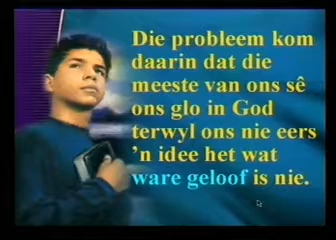 Die probleem kom
daarin dat die
meeste van ons sê
ons glo in God
terwyl ons nie eers
’n idee het wat
ware geloof is nie.